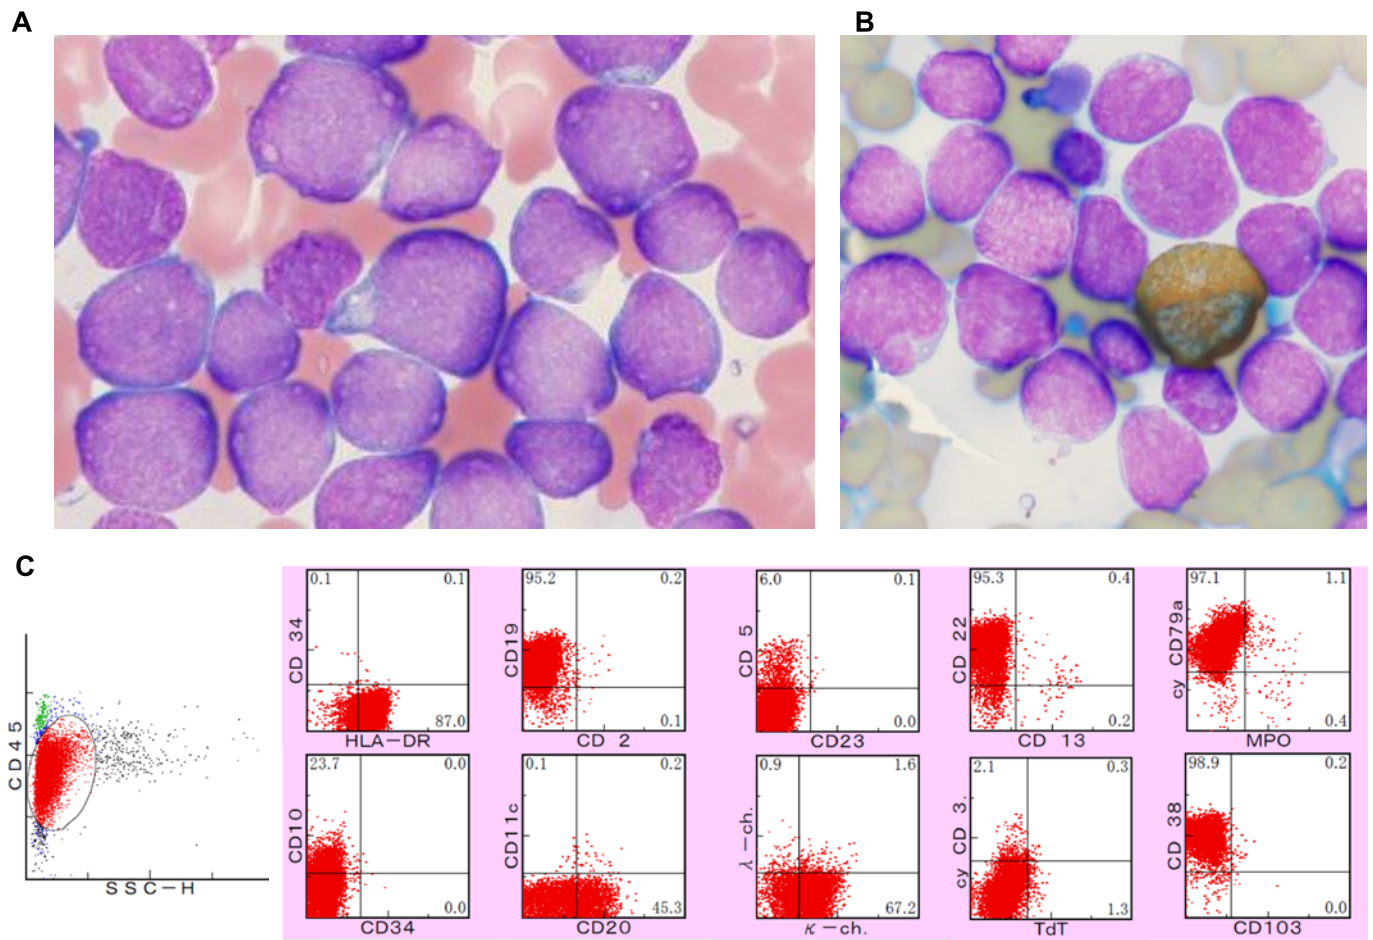 A
B
C
CD45
SSC-H
0.1 0.1
CD 34
87.0
HLA-DR
95.2 0.2
CD19
0.1
CD 2
6.0 0.1
CD 5
0.0
CD23
95.3 0.4
CD 22
0.2
CD 13
97.1 1.1
cy CD79a
0.4
MPO
23.7 0.0
CD10
0.0
CD34
0.1 0.2
CD11c
45.3
CD20
0.9 1.6
λ-ch.
67.2
κ-ch.
2.1 0.3
cy CD 3.
1.3
TdT
98.9 0.2
CD 38
0.0
CD103